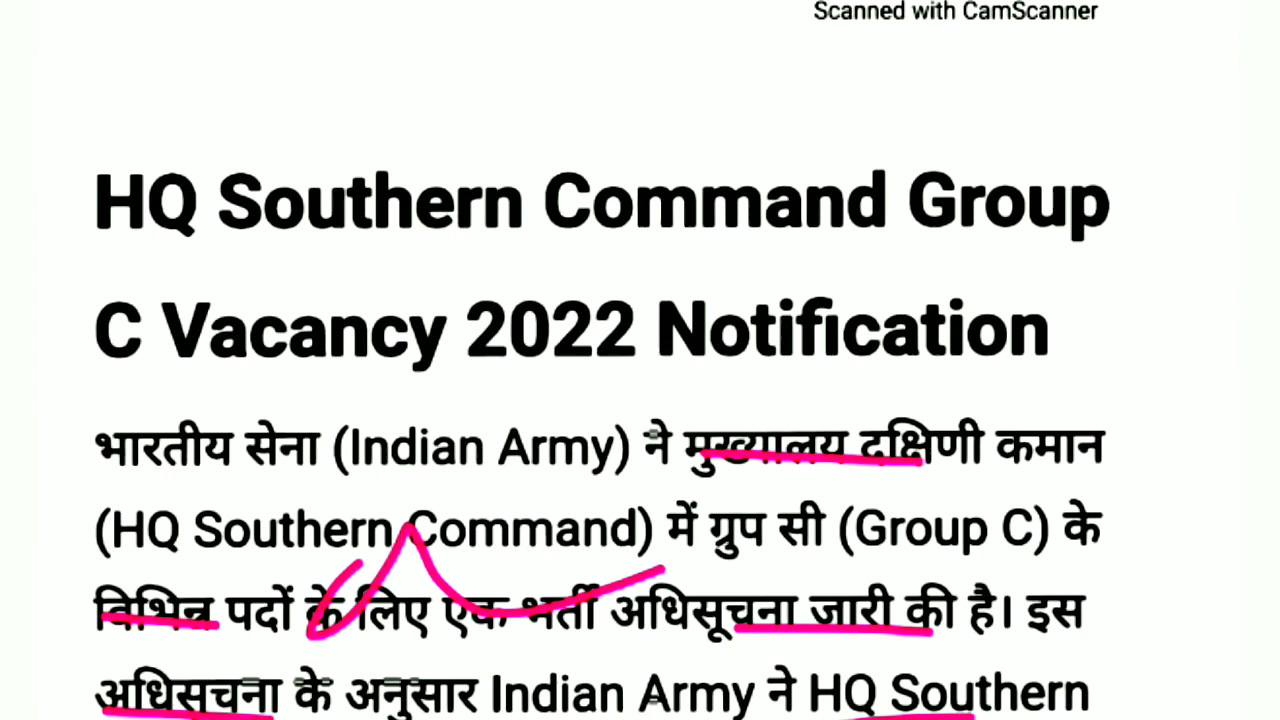 Scanned with CamScanner
HQ Southern Command Group
C Vacancy 2022 Notification
भारतीय सेना (Indian Army) ने मुख्यालय दक्षिणी कमान
(HQ Southern Command) में ग्रुप सी (Group C) के
विभिन्न पदों के लिए एक भर्ती अधिसूचना जारी की है। इस
अधिसूचना के अनुसार Indian Army ने HQ Southern